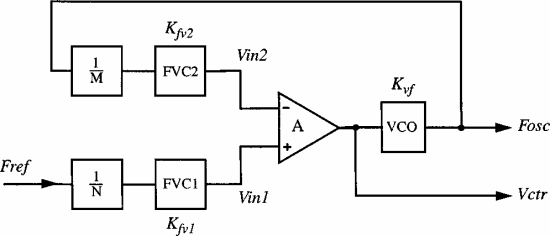 K_fv2
1
M
FVC2
Vin2
K_vf
−
A
+
VCO
Fosc
Fref
1
N
FVC1
Vin1
K_fv1
Vctr